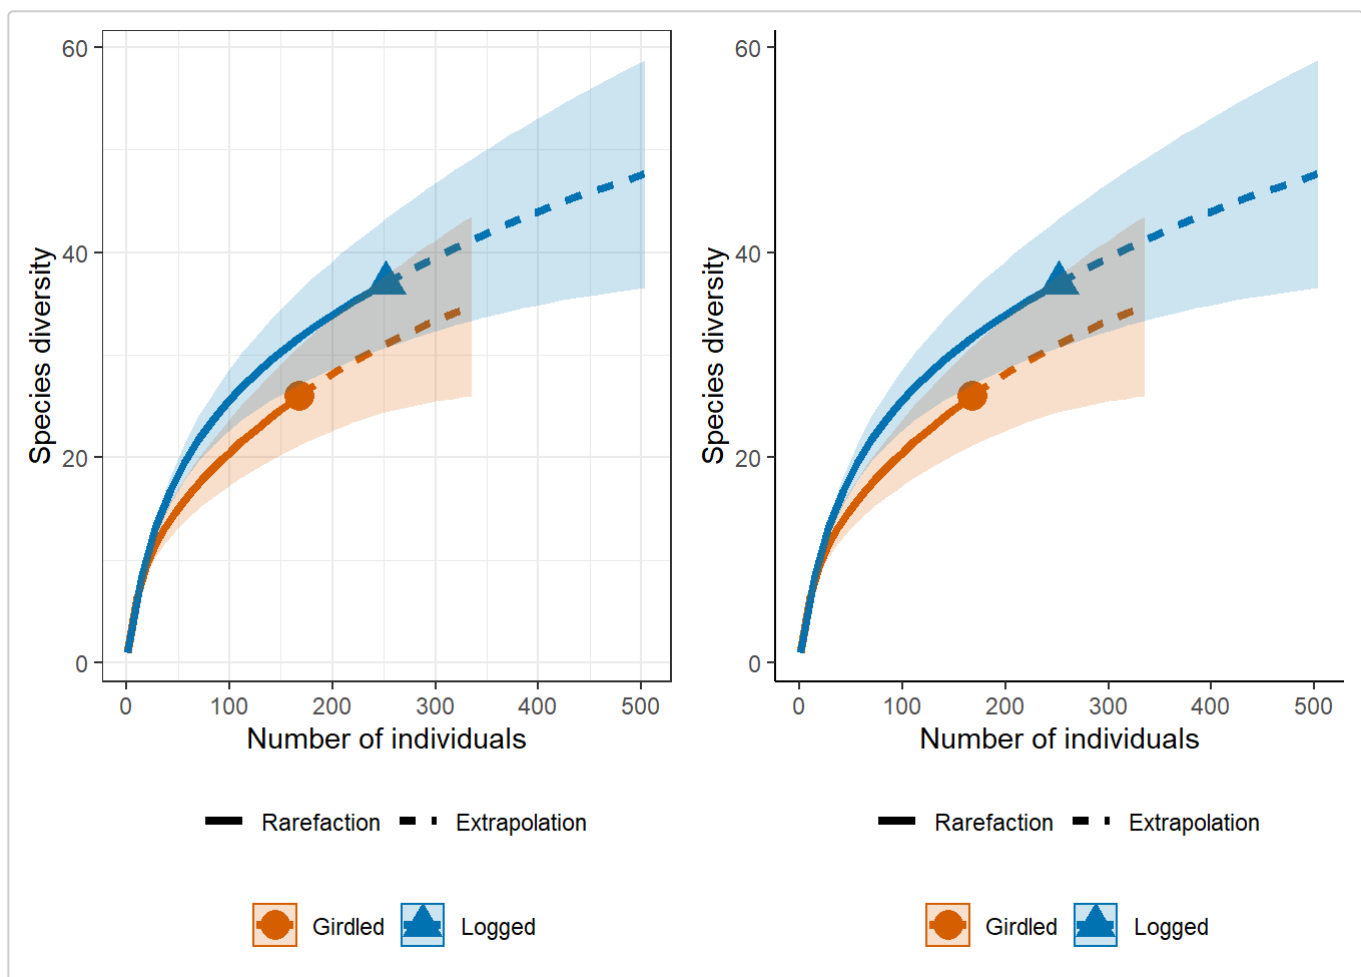 60
40
20
0
Species diversity
0 100 200 300 400 500
Number of individuals
Rarefaction Extrapolation
Girdled Logged
60
40
20
0
Species diversity
0 100 200 300 400 500
Number of individuals
Rarefaction Extrapolation
Girdled Logged